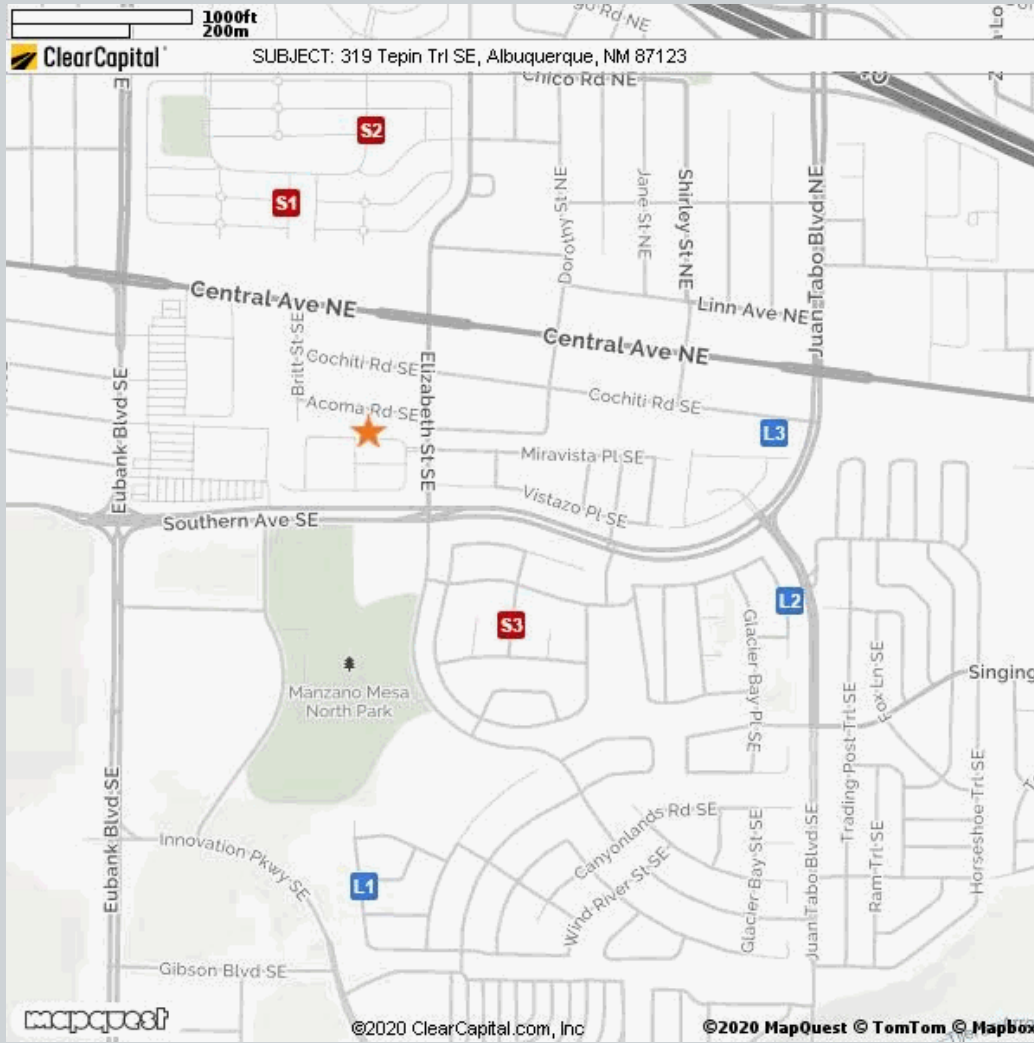 1000ft
200m
ClearCapital
SUBJECT: 319 Tepin Trl SE, Albuquerque, NM 87123
Rd NE
E
Chico Rd NE
S2
S1
Dorothy St NE
Jane St NE
Shirley St NE
Juan Tabo Blvd NE
Central Ave NE
Linn Ave NE
Central Ave NE
Britt St SE
Cochiti Rd SE
Elizabeth St SE
Acoma Rd SE
Cochiti Rd SE
Eubank Blvd SE
L3
Miravista Pl SE
Vistazo Pl SE
Southern Ave SE
L2
S3
Glacier Bay Pl SE
Fox Ln SE
Singing
Manzano Mesa
North Park
Trading Post Trl SE
Eubank Blvd SE
Horseshoe Trl SE
Canyonlands Rd SE
Innovation Pkwy SE
Wind River St SE
Glacier Bay St SE
Juan Tabo Blvd SE
Ram Trl SE
L1
Gibson Blvd SE
mapquest
©2020 ClearCapital.com, Inc
©2020 MapQuest © TomTom © Mapbox